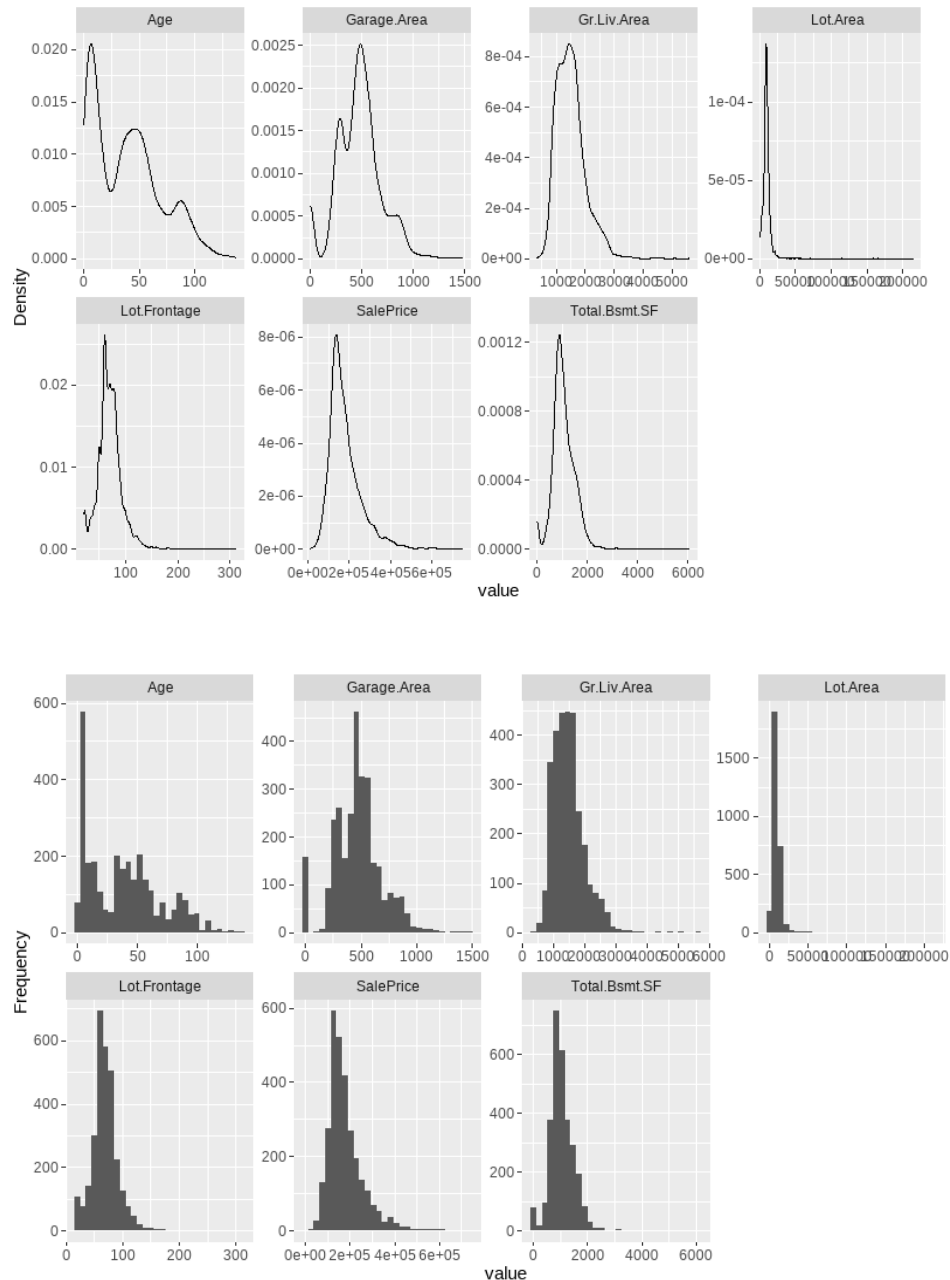 Age Garage.Area Gr.Liv.Area Lot.Area
0.020 0.0025 8e-04
0.015 0.0020 6e-04 1e-04
0.010 0.0015 4e-04 5e-05
0.005 0.0010 2e-04
0.000 0.0005 0e+00 0e+00
0.0000
0 50 100 0 500 1000 1500 1000 2000 3000 4000 5000 0 50000 100000 150000 200000
Density
Lot.Frontage SalePrice Total.Bsmt.SF
0.02 8e-06 0.0012
0.01 6e-06 0.0008
0.00 4e-06 0.0004
2e-06 0.0000
0e+00
100 200 300 0e+00 2e+05 4e+05 6e+05 0 2000 4000 6000
value
Age Garage.Area Gr.Liv.Area Lot.Area
600 400 400 1500
400 300 300 1000
200 200 200 500
0 100 100 0
0 0
0 50 100 0 500 1000 1500 0 1000 2000 3000 4000 5000 6000 0 50000 100000 150000 200000
Frequency
Lot.Frontage SalePrice Total.Bsmt.SF
600 600 600
400 400 400
200 200 200
0 0 0
0 100 200 300 0e+00 2e+05 4e+05 6e+05 0 2000 4000 6000
value